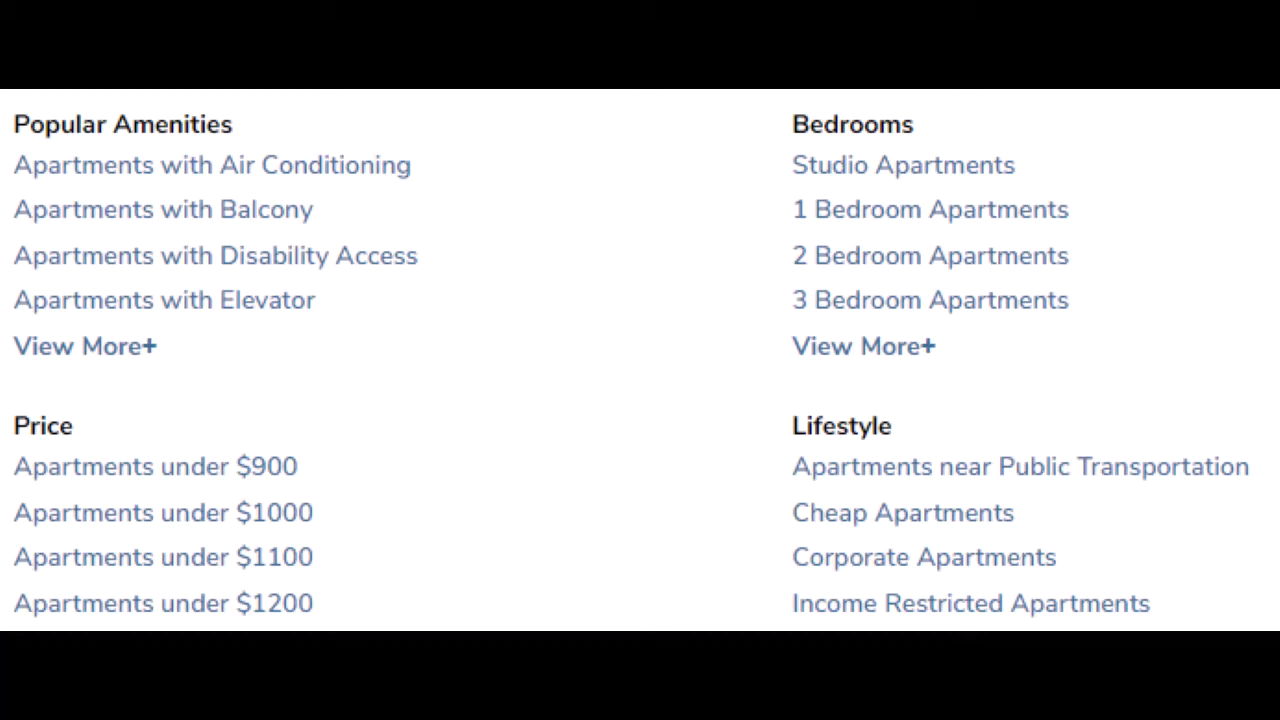 Popular Amenities
Apartments with Air Conditioning
Apartments with Balcony
Apartments with Disability Access
Apartments with Elevator
View More+
Bedrooms
Studio Apartments
1 Bedroom Apartments
2 Bedroom Apartments
3 Bedroom Apartments
View More+
Price
Apartments under $900
Apartments under $1000
Apartments under $1100
Apartments under $1200
Lifestyle
Apartments near Public Transportation
Cheap Apartments
Corporate Apartments
Income Restricted Apartments